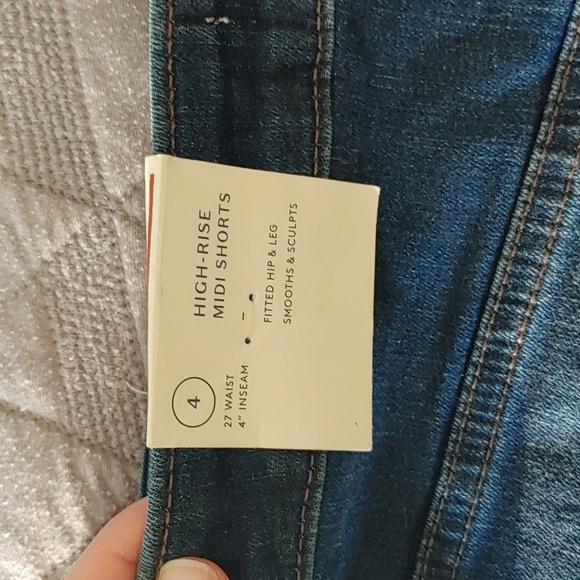 HIGH-RISE
MIDI SHORTS
–
FITTED HIP & LEG
SMOOTHS & SCULPTS
4
27 WAIST
4" INSEAM